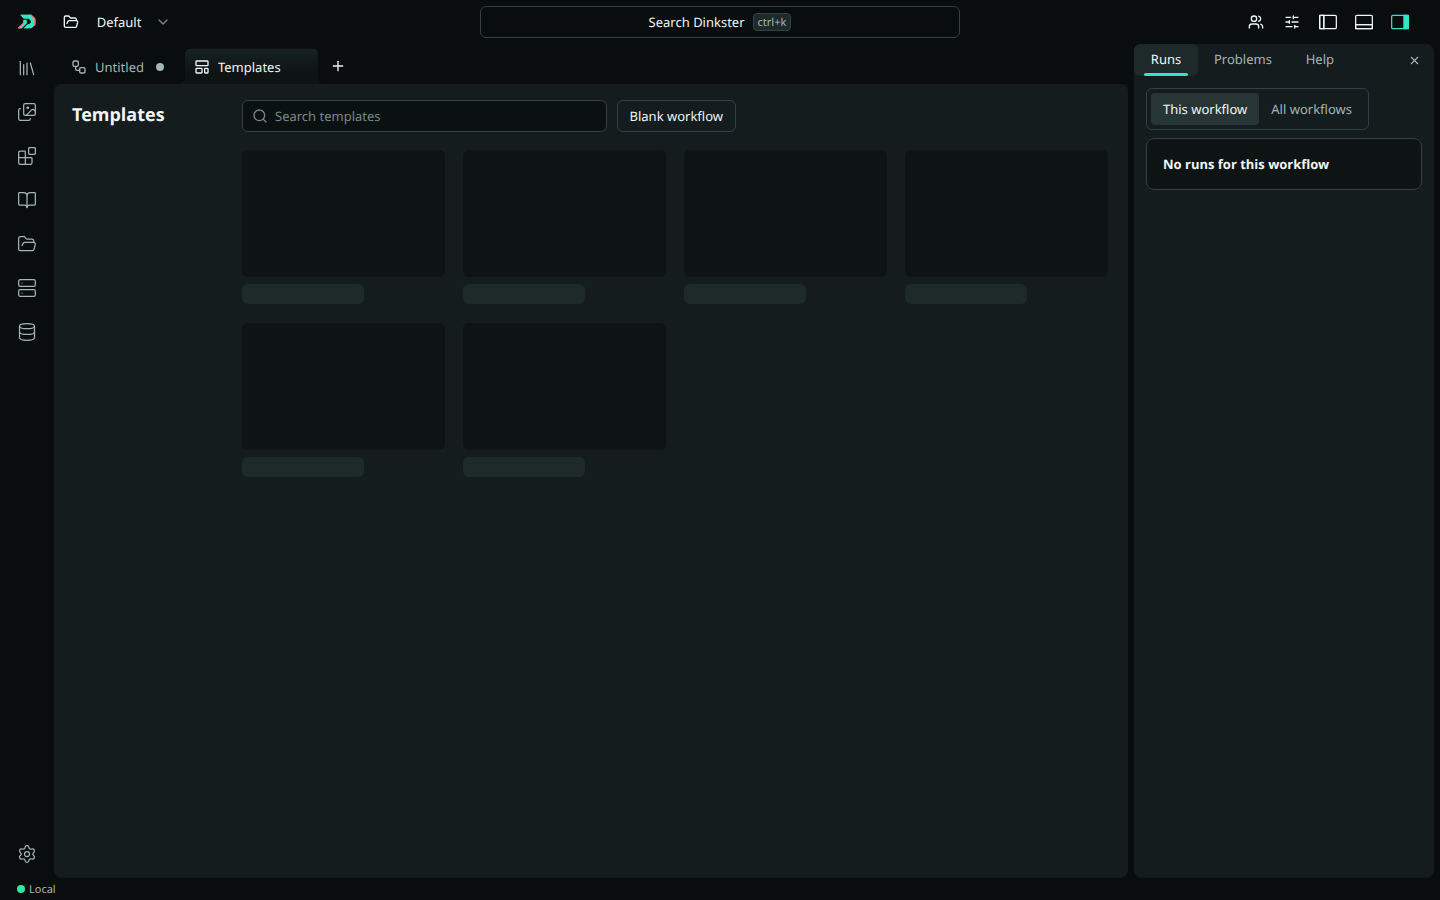 Default
Search Dinkster ctrl+k
Untitled
Templates
Runs
Problems
Help
Templates
Search templates
Blank workflow
This workflow
All workflows
No runs for this workflow
Local